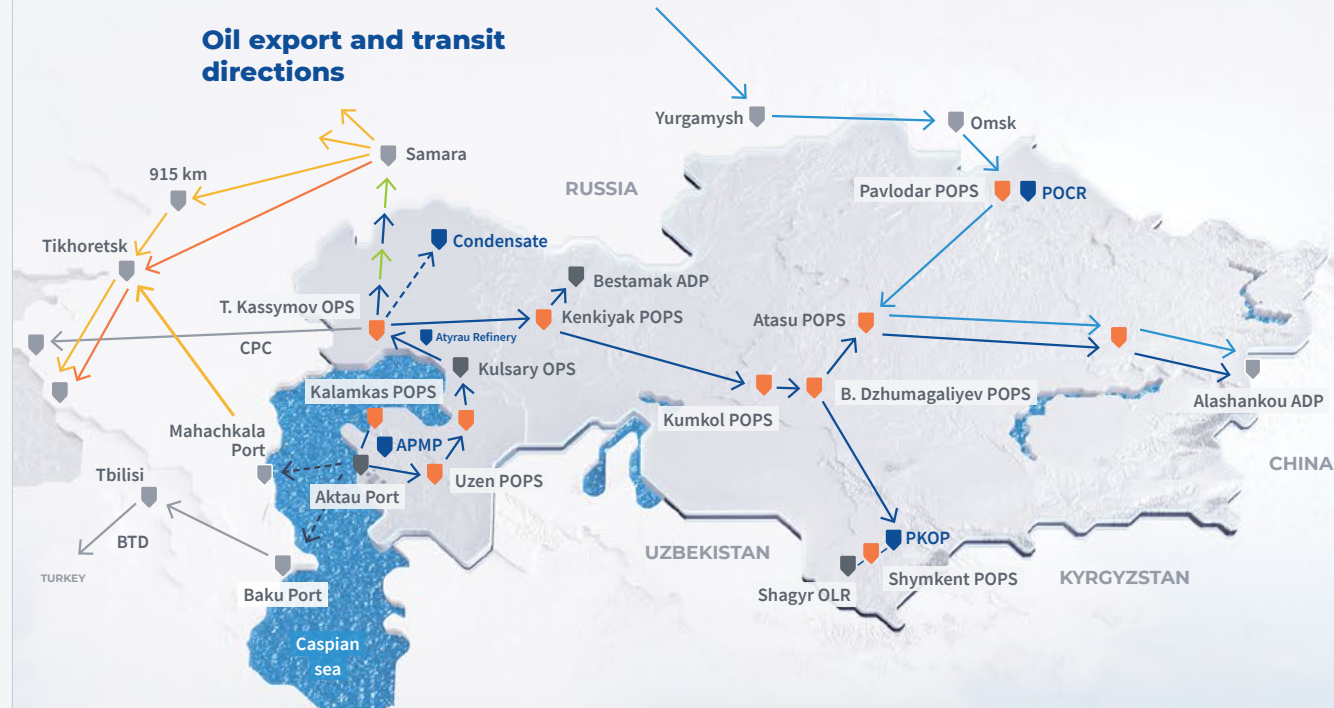 Oil export and transit
directions
Yurgamysh
Omsk
Samara
915 km
RUSSIA
Pavlodar POPS
POCR
Tikhoretsk
Condensate
Bestamak ADP
T. Kassymov OPS
Kenkiyak POPS
Atasu POPS
Atyrau Refinery
CPC
Kulsary OPS
Kalamkas POPS
B. Dzhumagaliyev POPS
Alashankou ADP
Kumkol POPS
Mahachkala
Port
APMP
CHINA
Tbilisi
Uzen POPS
Aktau Port
BTD
PKOP
UZBEKISTAN
TURKEY
Shymkent POPS
KYRGYZSTAN
Baku Port
Shagyr OLR
Caspian
sea